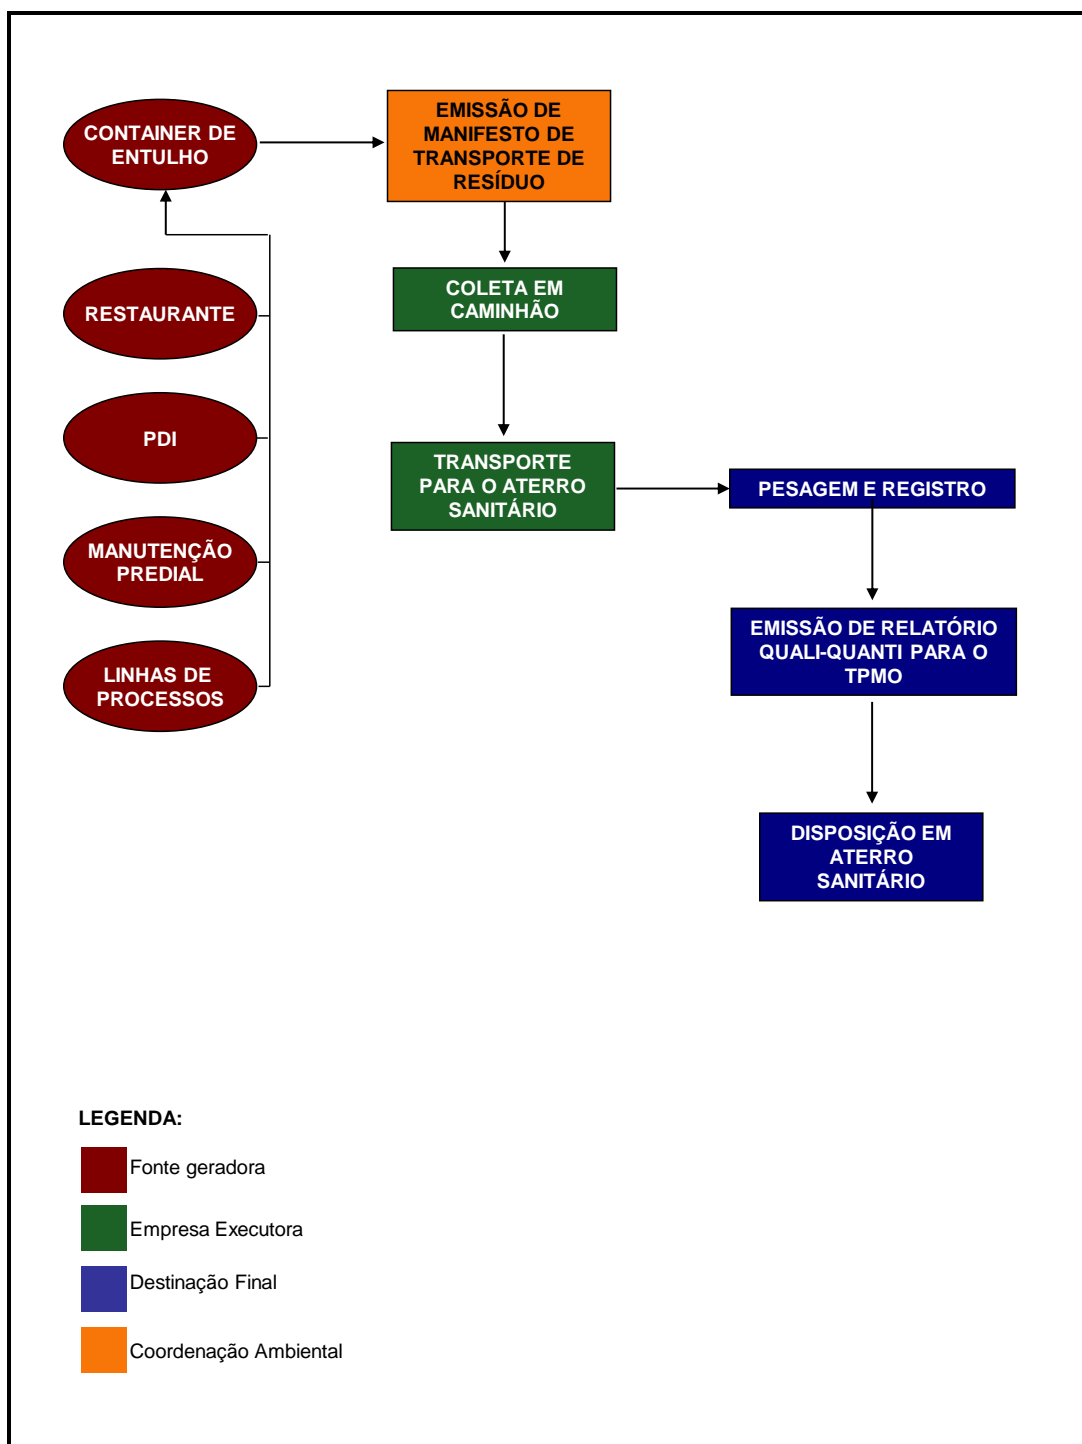 CONTAINER DE
ENTULHO
EMISSÃO DE
MANIFESTO DE
TRANSPORTE DE
RESÍDUO
RESTAURANTE
COLETA EM
CAMINHÃO
PDI
TRANSPORTE
PARA O ATERRO
SANITÁRIO
PESAGEM E REGISTRO
MANUTENÇÃO
PREDIAL
EMISSÃO DE RELATÓRIO
QUALI-QUANTI PARA O
TPMO
LINHAS DE
PROCESSOS
DISPOSIÇÃO EM
ATERRO
SANITÁRIO
LEGENDA:
Fonte geradora
Empresa Executora
Destinação Final
Coordenação Ambiental